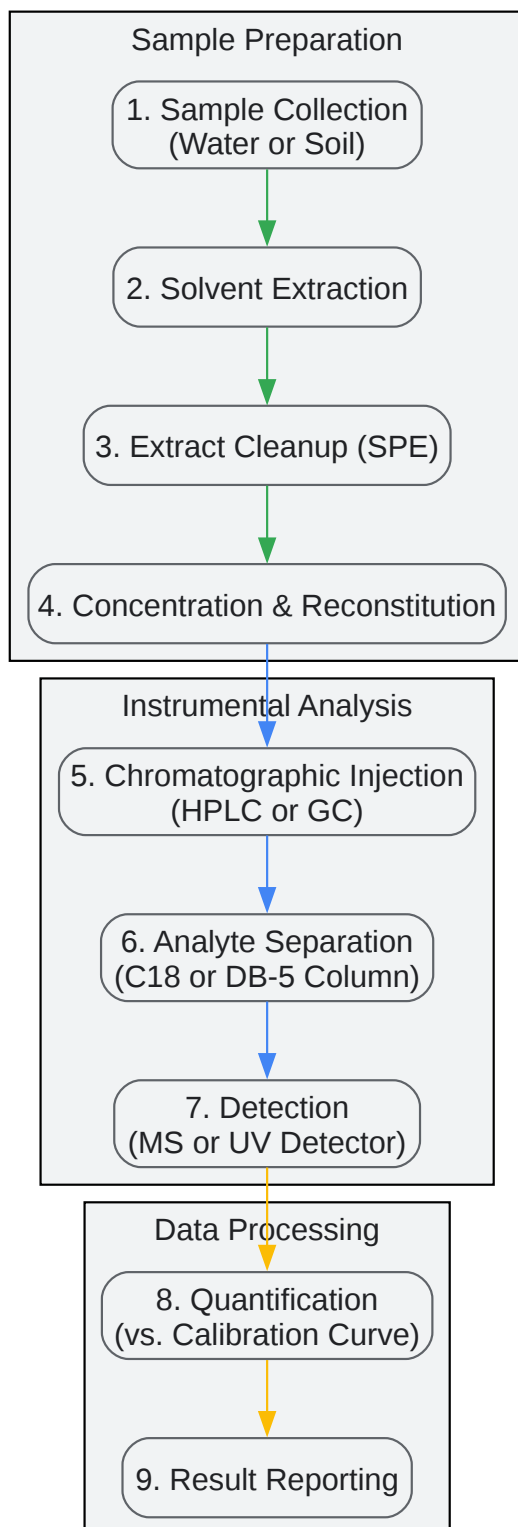 Sample Preparation
1. Sample Collection
(Water or Soil)
2. Solvent Extraction
3. Extract Cleanup (SPE)
4. Concentration & Reconstitution
Instrumental Analysis
5. Chromatographic Injection
(HPLC or GC)
6. Analyte Separation
(C18 or DB-5 Column)
7. Detection
(MS or UV Detector)
Data Processing
8. Quantification
(vs. Calibration Curve)
9. Result Reporting